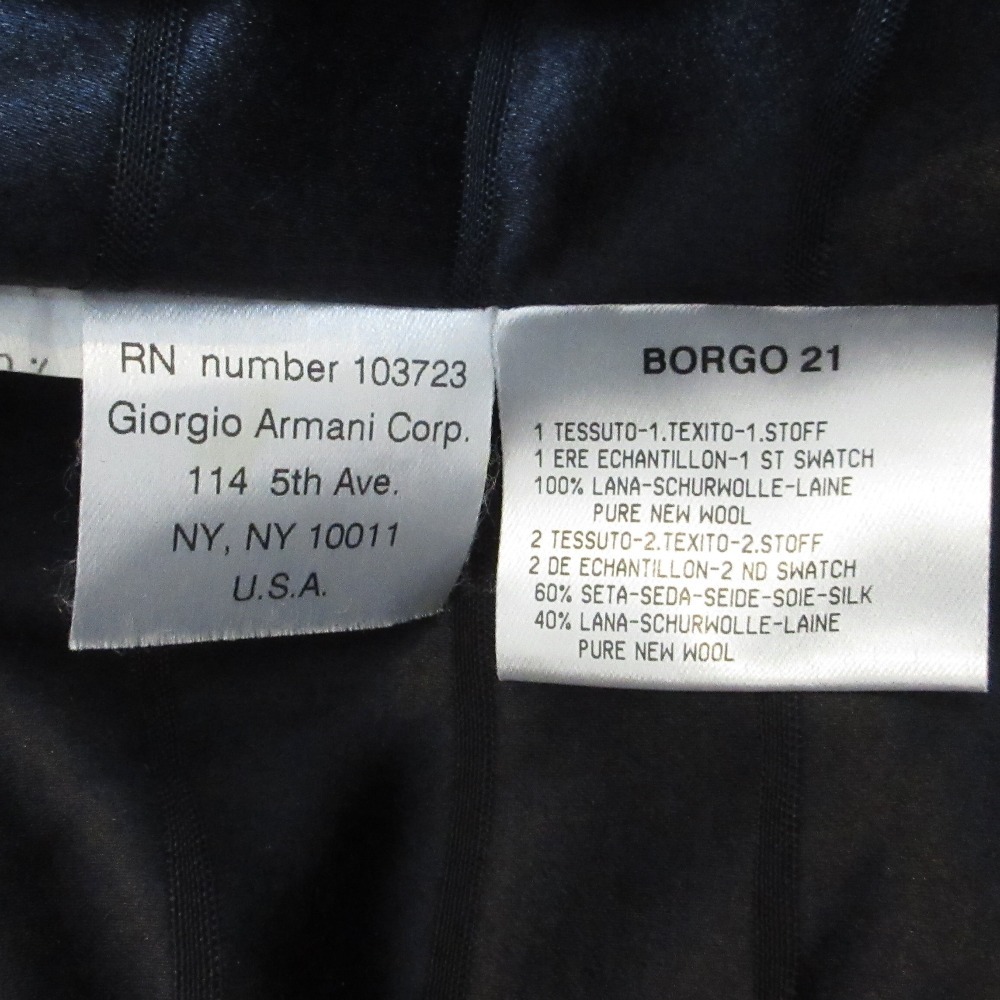 RN number 103723
Giorgio Armani Corp.
114 5th Ave.
NY, NY 10011
U.S.A.
BORGO 21
1 TESSUTO-1.TEXITO-1.STOFF
1 ERE ECHANTILLON-1 ST SWATCH
100% LANA-SCHURWOLLE-LAINE
PURE NEW WOOL
2 TESSUTO-2.TEXITO-2.STOFF
2 DE ECHANTILLON-2 ND SWATCH
60% SETA-SEDA-SEIDE-SOIE-SILK
40% LANA-SCHURWOLLE-LAINE
PURE NEW WOOL